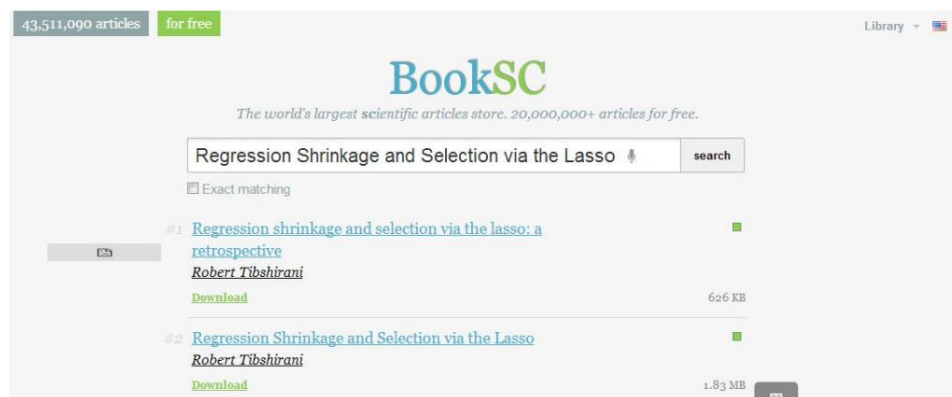 43,511,090 articles for free Library
BookSC
The world's largest scientific articles store. 20,000,000+ articles for free.
Regression Shrinkage and Selection via the Lasso search
Exact matching
#1 Regression shrinkage and selection via the lasso: a
retrospective
Robert Tibshirani
Download 626 KB
#2 Regression Shrinkage and Selection via the Lasso
Robert Tibshirani
Download 1.83 MB